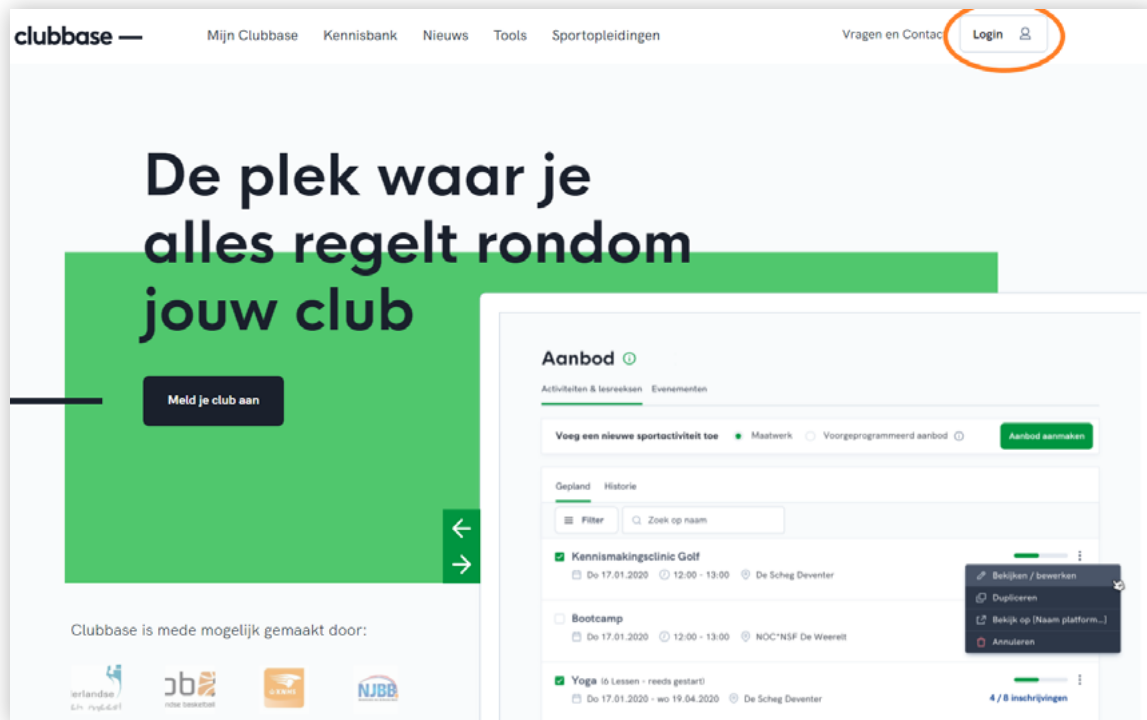 clubbase —
Mijn Clubbase Kennisbank Nieuws Tools Sportopleidingen
Vragen en Contac
Login
De plek waar je
alles regelt rondom
jouw club
Meld je club aan
Aanbod
Activiteiten & lesreeksen Evenementen
Voeg een nieuwe sportactiviteit toe Maatwerk Voorgeprogrammeerd aanbod
Aanbod aanmaken
Gepland Historie
Filter Zoek op naam
Kennismakingsclinic Golf
Do 17.01.2020 12:00 - 13:00 De Scheg Deventer
Bekijken / bewerken
Dupliceren
Bekijk op [Naam platform...]
Annuleren
Bootcamp
Do 17.01.2020 12:00 - 13:00 NOC*NSF De Weerelt
Yoga (6 Lessen - reeds gestart)
Do 17.01.2020 - wo 19.04.2020 De Scheg Deventer
4 / 8 inschrijvingen
Clubbase is mede mogelijk gemaakt door:
erlandse
ndse basketball
NJBB